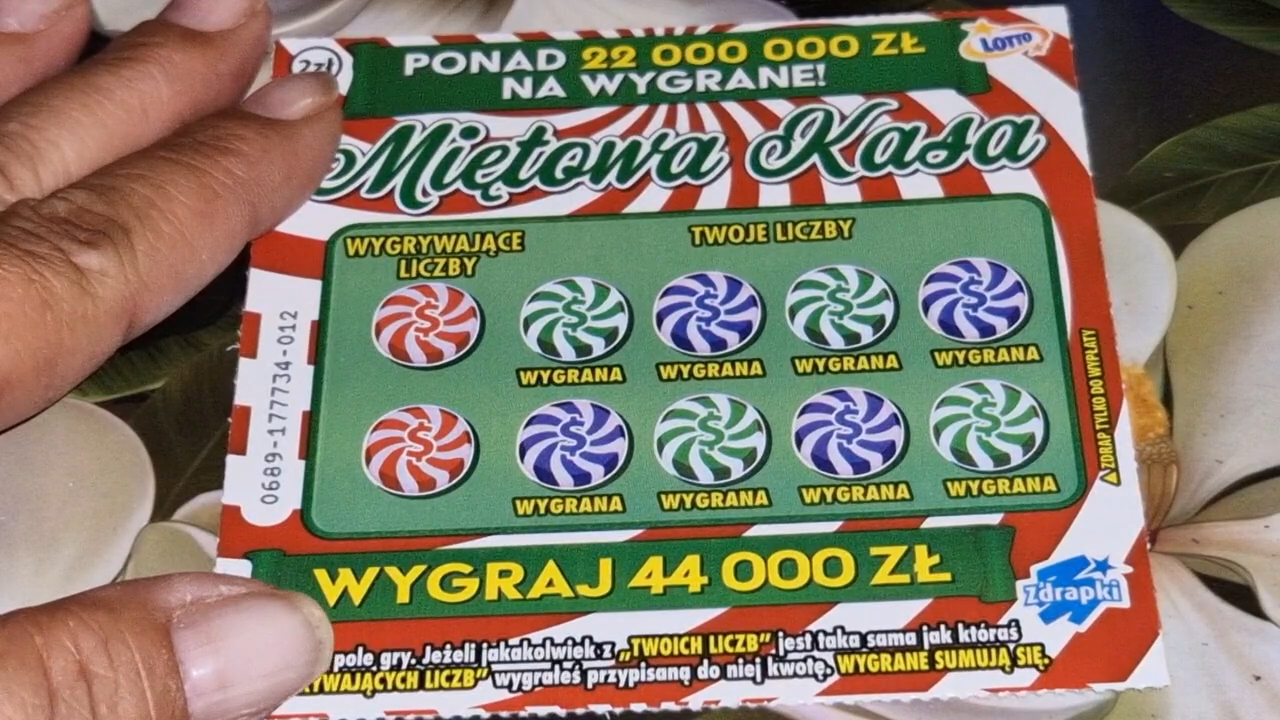 2zł
PONAD 22 000 000 ZŁ
NA WYGRANE!
LOTTO
Miętowa Kasa
WYGRYWAJĄCE
LICZBY
TWOJE LICZBY
WYGRANA WYGRANA WYGRANA WYGRANA
WYGRANA WYGRANA WYGRANA WYGRANA
0689-177734-012
ZDRAP TYLKO DO WYPŁATY
WYGRAJ 44 000 ZŁ
Zdrapki
pole gry. Jeżeli jakakolwiek z „TWOICH LICZB” jest taka sama jak któraś
YWAJĄCYCH LICZB” wygrałeś przypisaną do niej kwotę. WYGRANE SUMUJĄ SIĘ.